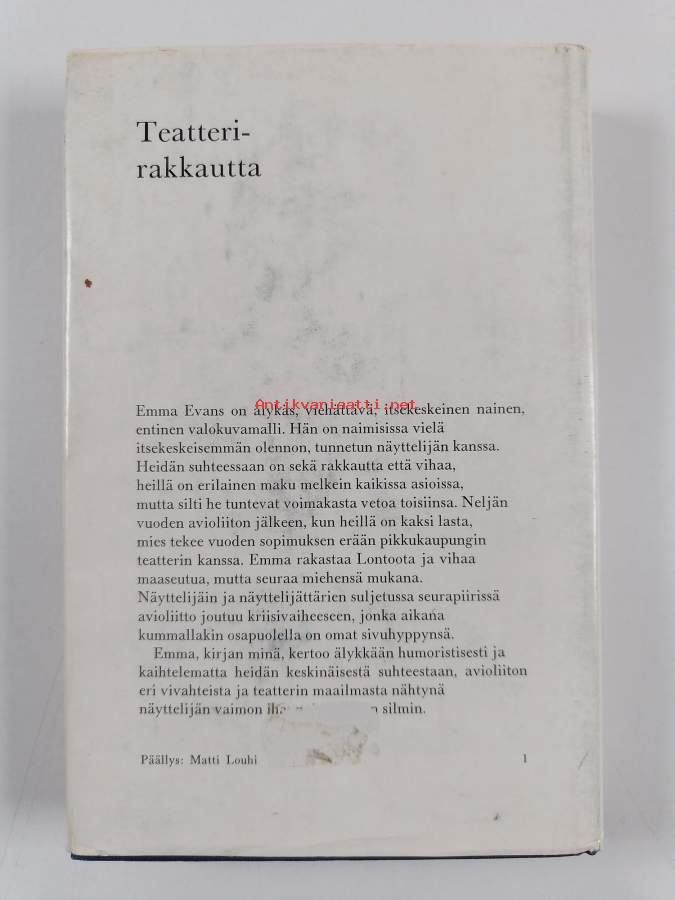 Teatteri-
rakkautta
Antikvariaatti.net
Emma Evans on älykäs, viehättävä, itsekeskeinen nainen,
entinen valokuvamalli. Hän on naimisissa vielä
itsekeskeisemmän olennon, tunnetun näyttelijän kanssa.
Heidän suhteessaan on sekä rakkautta että vihaa,
heillä on erilainen maku melkein kaikissa asioissa,
mutta silti he tuntevat voimakasta vetoa toisiinsa. Neljän
vuoden avioliiton jälkeen, kun heillä on kaksi lasta,
mies tekee vuoden sopimuksen erään pikkukaupungin
teatterin kanssa. Emma rakastaa Lontoota ja vihaa
maaseutua, mutta seuraa miehensä mukana.
Näyttelijäin ja näyttelijättärien suljetussa seurapiirissä
avioliitto joutuu kriisivaiheeseen, jonka aikana
kummallakin osapuolella on omat sivuhyppynsä.
Emma, kirjan minä, kertoo älykkään humoristisesti ja
kaihtelematta heidän keskinäisestä suhteestaan, avioliiton
eri vivahteista ja teatterin maailmasta nähtynä
näyttelijän vaimon silmin.
Päällys: Matti Louhi 1